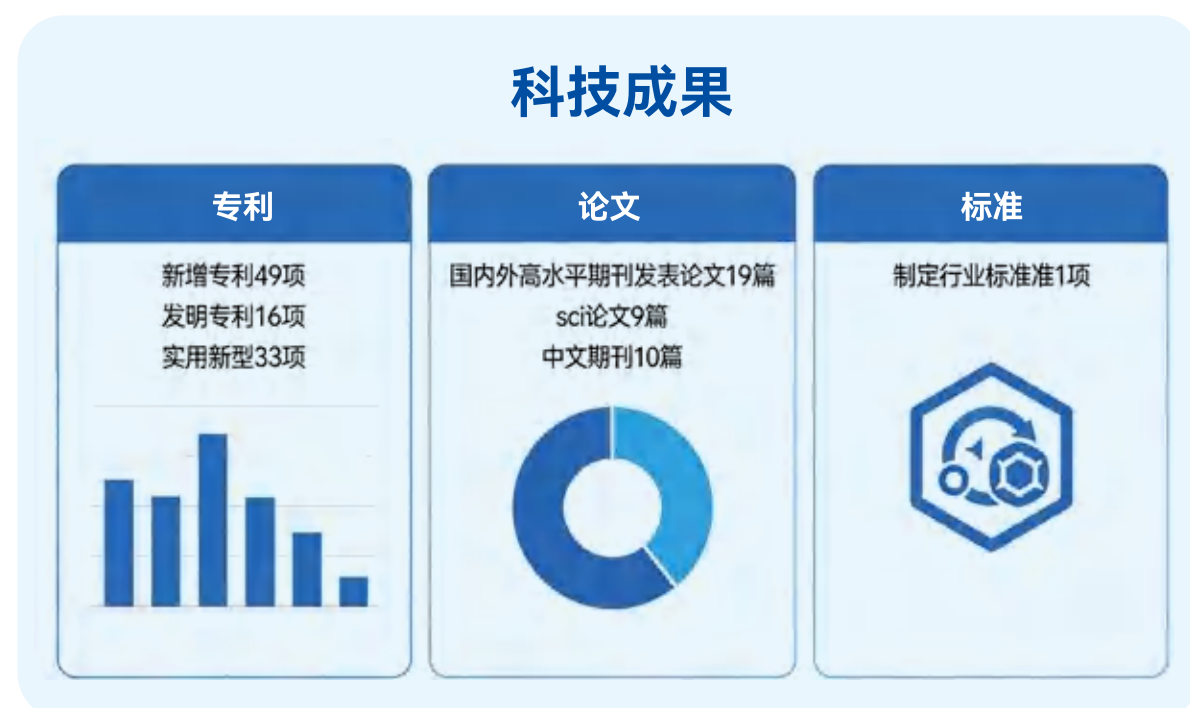 科技成果
专利
新增专利49项
发明专利16项
实用新型33项
论文
国内外高水平期刊发表论文19篇
sci论文9篇
中文期刊10篇
标准
制定行业标准准1项